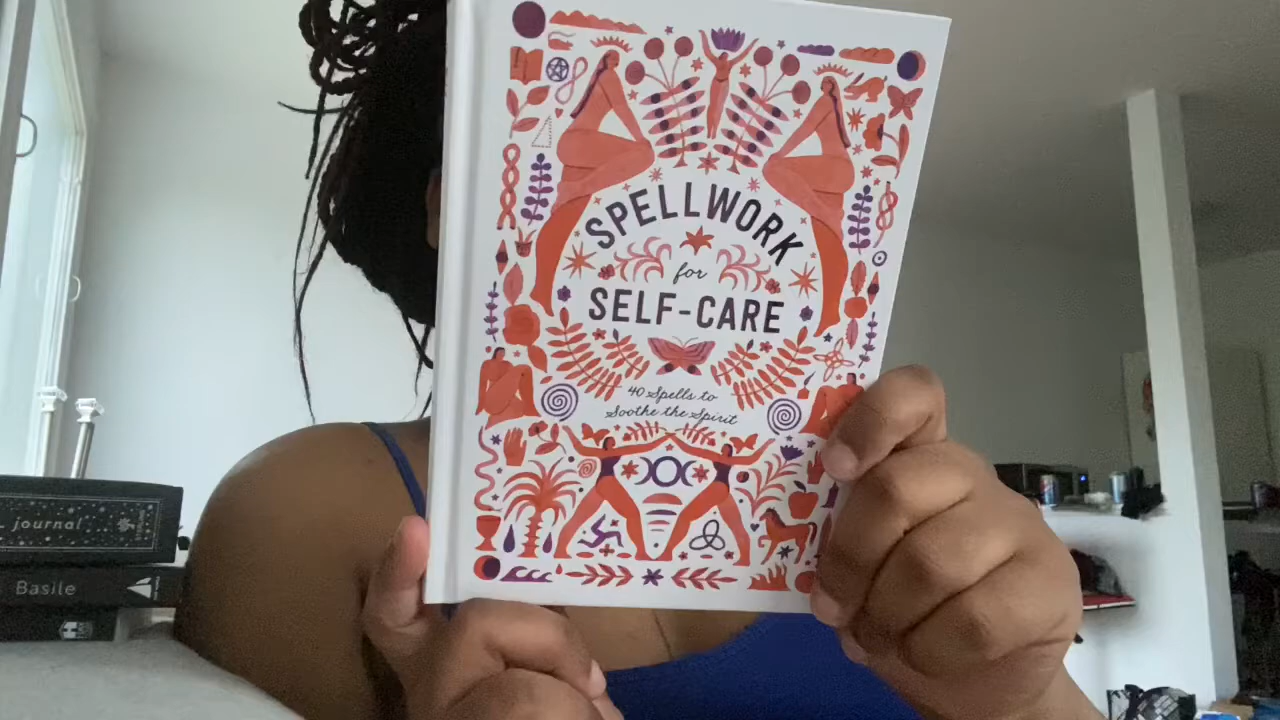 SPELLWORK
for
SELF-CARE
40 Spells to
Soothe the Spirit
journal
Basile